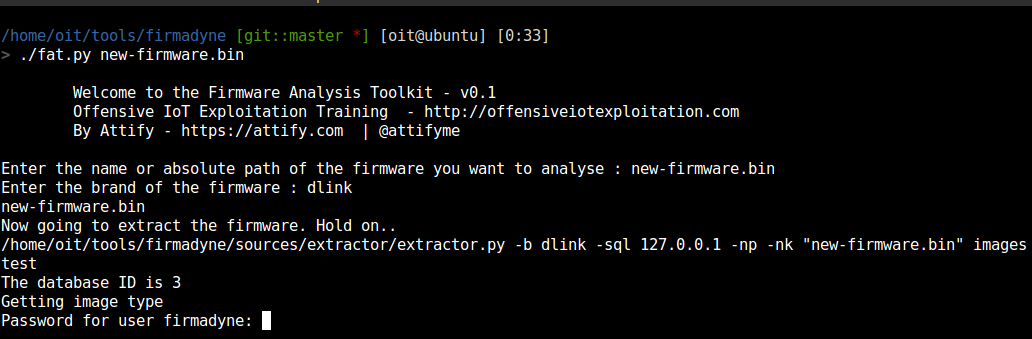 /home/oit/tools/firmadyne [git::master *] [oit@ubuntu] [0:33]
> ./fat.py new-firmware.bin
Welcome to the Firmware Analysis Toolkit - v0.1
Offensive IoT Exploitation Training  - http://offensiveiotexploitation.com
By Attify - https://attify.com  | @attifyme
Enter the name or absolute path of the firmware you want to analyse : new-firmware.bin
Enter the brand of the firmware : dlink
new-firmware.bin
Now going to extract the firmware. Hold on..
/home/oit/tools/firmadyne/sources/extractor/extractor.py -b dlink -sql 127.0.0.1 -np -nk "new-firmware.bin" images
test
The database ID is 3
Getting image type
Password for user firmadyne: